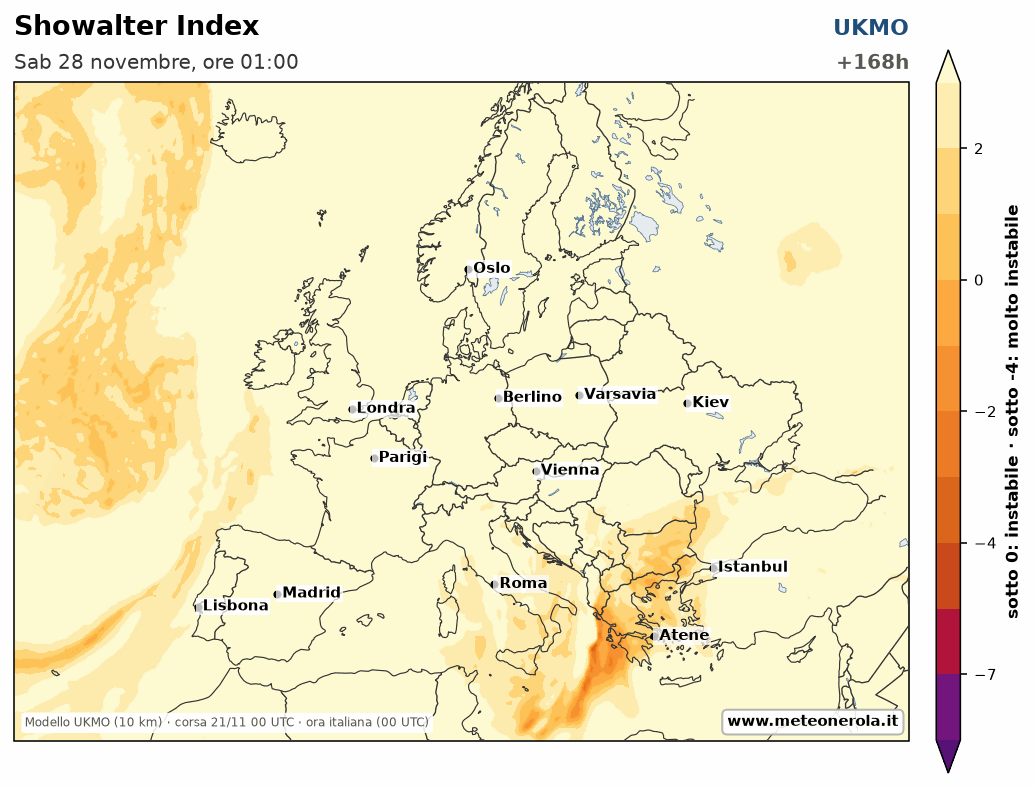 Showalter Index
UKMO
Sab 28 novembre, ore 01:00
+168h
Oslo
Berlino
Varsavia
Kiev
Londra
Parigi
Vienna
Istanbul
Roma
Madrid
Lisbona
Atene
Modello UKMO (10 km) · corsa 21/11 00 UTC · ora italiana (00 UTC)
www.meteonerola.it
2
0
−2
−4
−7
sotto 0: instabile · sotto -4: molto instabile